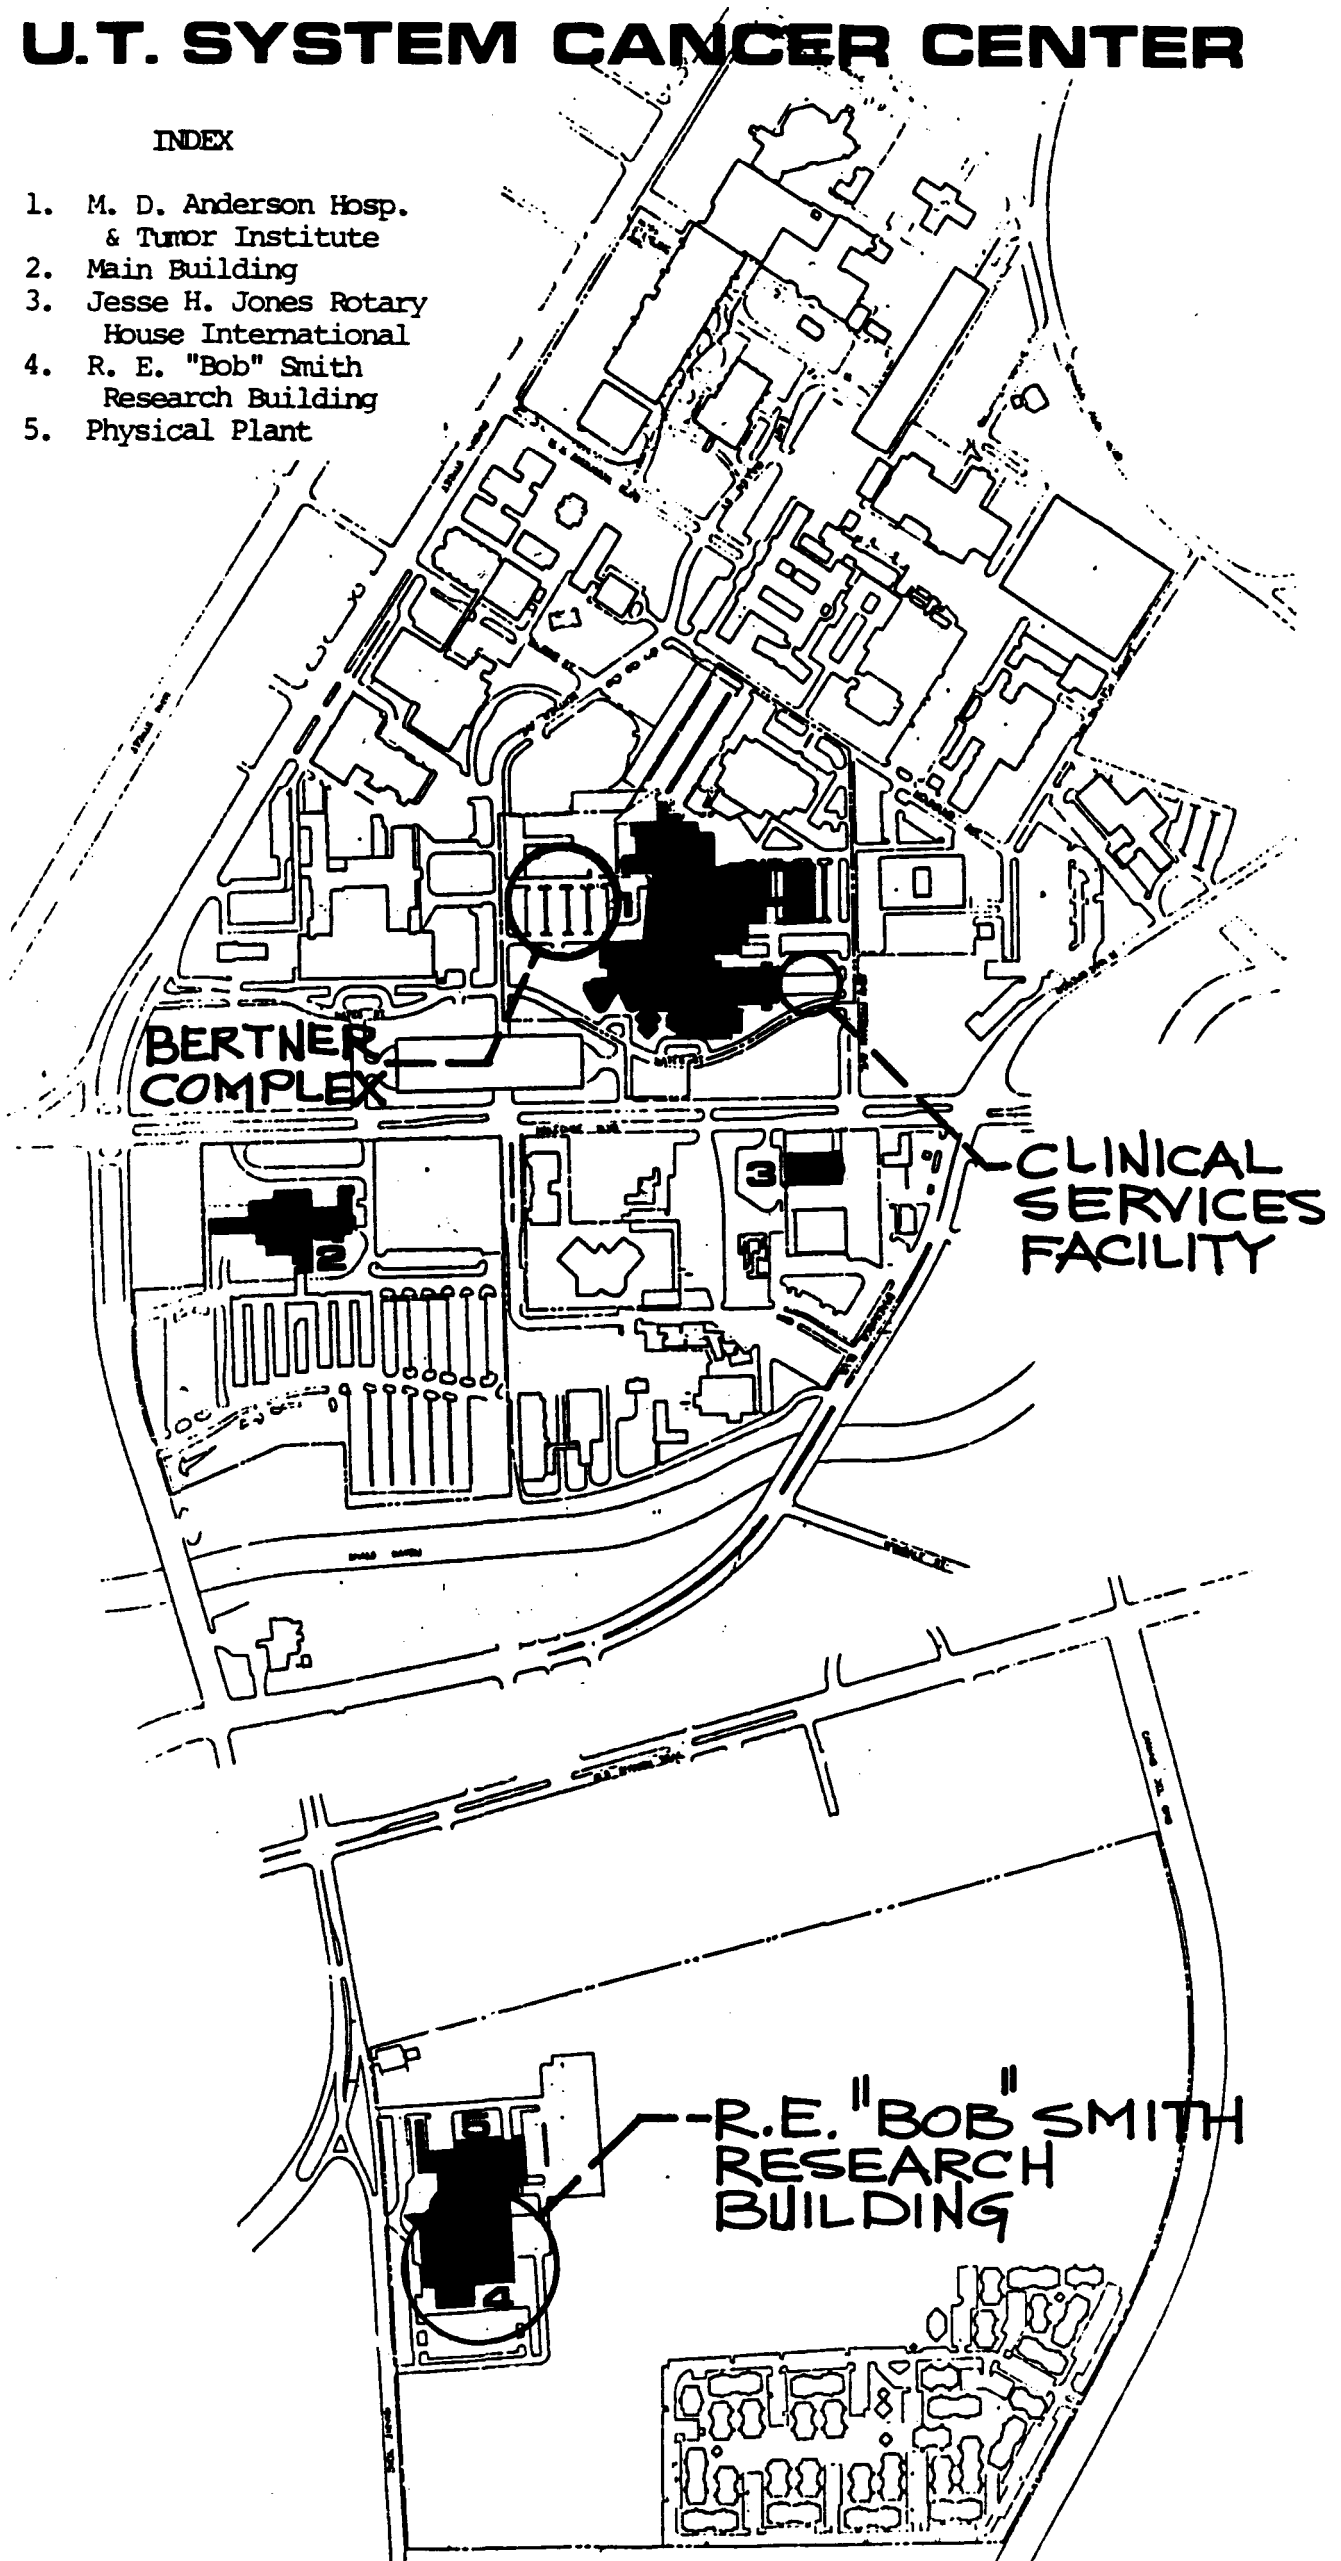 U.T. SYSTEM CANCER CENTER
INDEX
1. M. D. Anderson Hosp.
& Tumor Institute
2. Main Building
3. Jesse H. Jones Rotary
House International
4. R. E. "Bob" Smith
Research Building
5. Physical Plant
1
BERTNER
COMPLEX
3
CLINICAL
SERVICES
FACILITY
2
R.E. "BOB" SMITH
RESEARCH
BUILDING
5
4